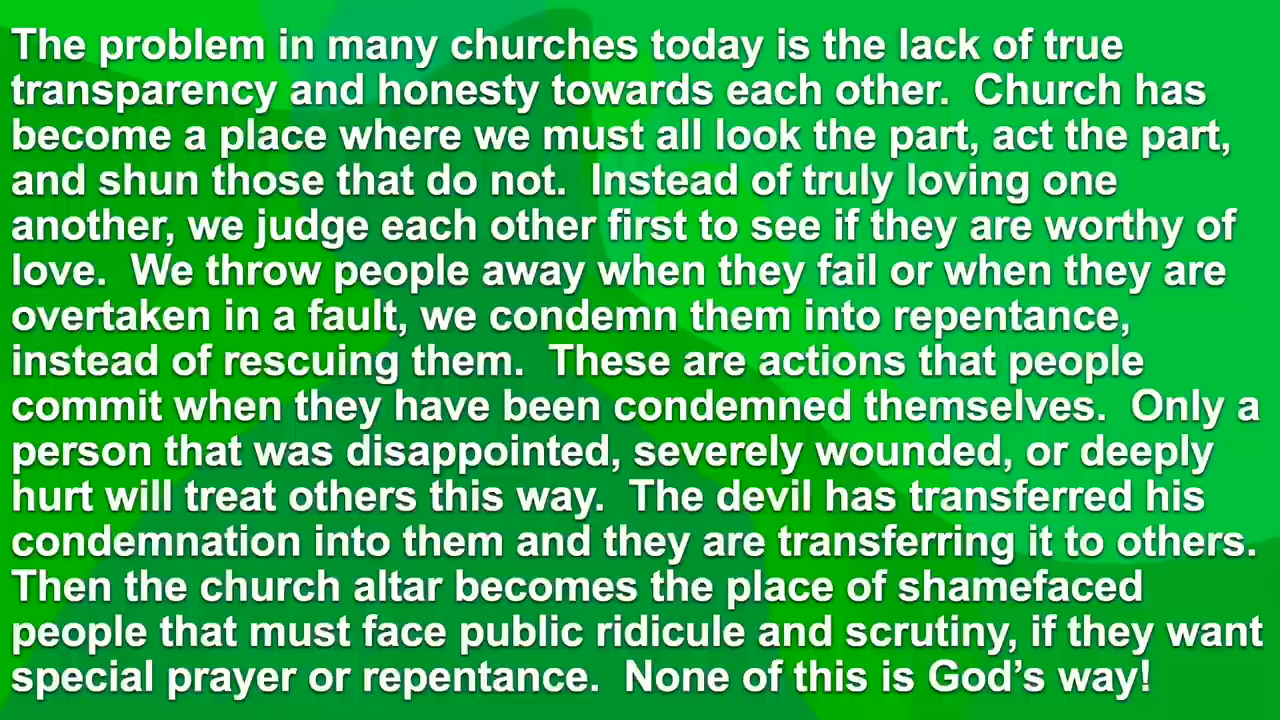 The problem in many churches today is the lack of true
transparency and honesty towards each other.  Church has
become a place where we must all look the part, act the part,
and shun those that do not.  Instead of truly loving one
another, we judge each other first to see if they are worthy of
love.  We throw people away when they fail or when they are
overtaken in a fault, we condemn them into repentance,
instead of rescuing them.  These are actions that people
commit when they have been condemned themselves.  Only a
person that was disappointed, severely wounded, or deeply
hurt will treat others this way.  The devil has transferred his
condemnation into them and they are transferring it to others.
Then the church altar becomes the place of shamefaced
people that must face public ridicule and scrutiny, if they want
special prayer or repentance.  None of this is God’s way!